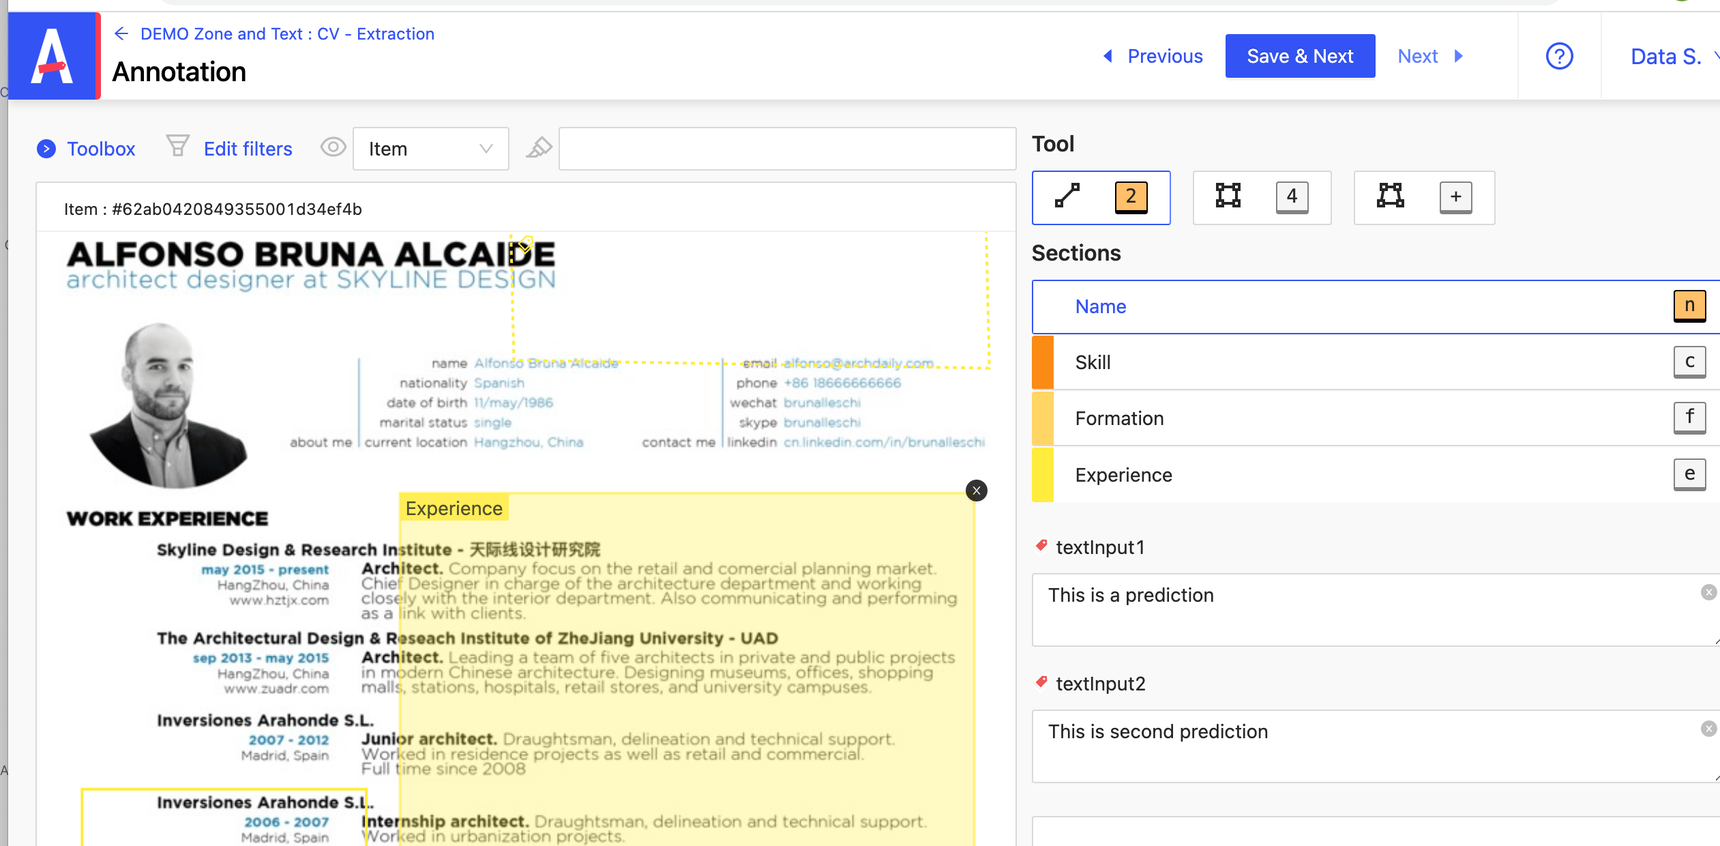 DEMO Zone and Text : CV - Extraction
Annotation
Previous
Save & Next
Next
?
Data S.
Toolbox
Edit filters
Item
Item : #62ab0420849355001d34ef4b
ALFONSO BRUNA ALCAIDE
architect designer at SKYLINE DESIGN
name Alfonso Bruna Alcaide
nationality Spanish
date of birth 11/may/1986
marital status single
about me current location Hangzhou, China
email alfonso@archdaily.com
phone +86 18666666666
wechat brunalleschi
skype brunalleschi
contact me linkedin cn.linkedin.com/in/brunalleschi
Experience
WORK EXPERIENCE
Skyline Design & Research Institute - 天际线设计研究院
may 2015 - present Architect. Company focus on the retail and comercial planning market.
HangZhou, China Chief Designer in charge of the architecture department and working
www.hztjx.com closely with the interior department. Also communicating and performing
as a link with clients.
The Architectural Design & Reseach Institute of ZheJiang University - UAD
sep 2013 - may 2015 Architect. Leading a team of five architects in private and public projects
HangZhou, China in modern Chinese architecture. Designing museums, offices, shopping
www.zuadr.com malls, stations, hospitals, retail stores, and university campuses.
Inversiones Arahonde S.L.
2007 - 2012 Junior architect. Draughtsman, delineation and technical support.
Madrid, Spain Worked in residence projects as well as retail and commercial.
Full time since 2008
Inversiones Arahonde S.L.
2006 - 2007 Internship architect. Draughtsman, delineation and technical support.
Madrid, Spain Worked in urbanization projects.
Tool
2
4
+
Sections
Name n
Skill c
Formation f
Experience e
textInput1
This is a prediction
textInput2
This is second prediction